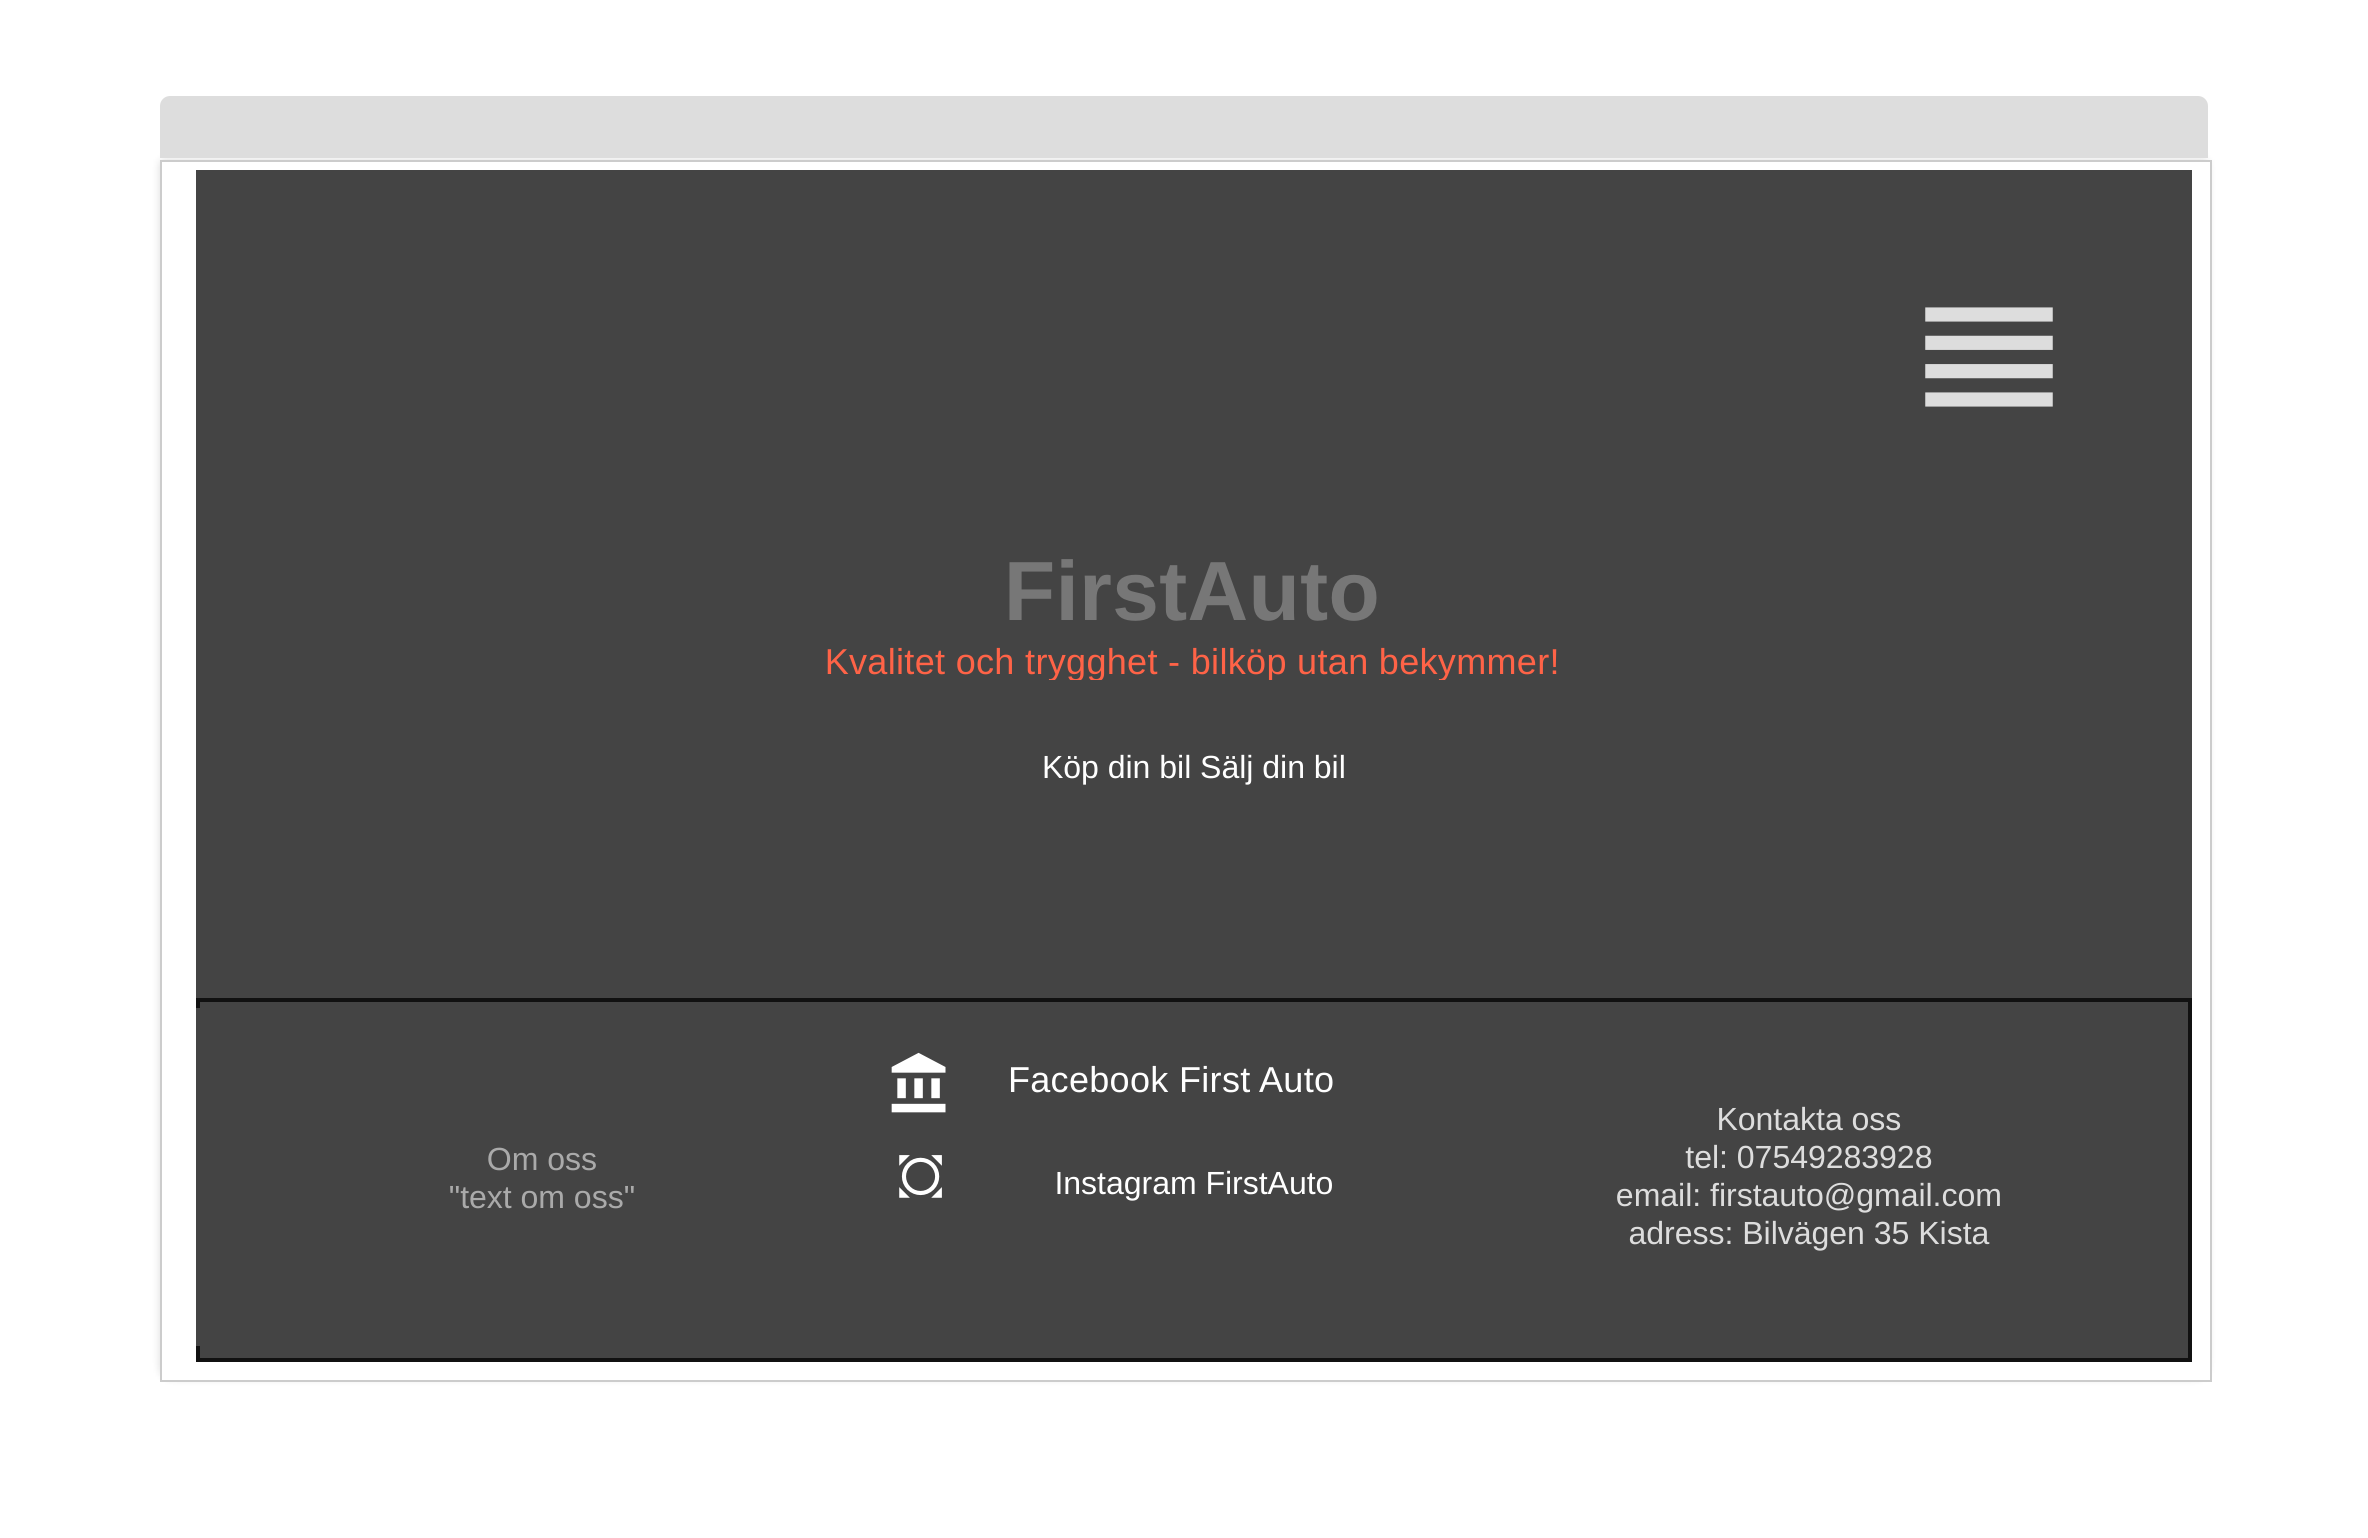 FirstAuto
Kvalitet och trygghet - bilköp utan bekymmer!
Köp din bil Sälj din bil
Om oss
"text om oss"
Facebook First Auto
Instagram FirstAuto
Kontakta oss
tel: 07549283928
email: firstauto@gmail.com
adress: Bilvägen 35 Kista